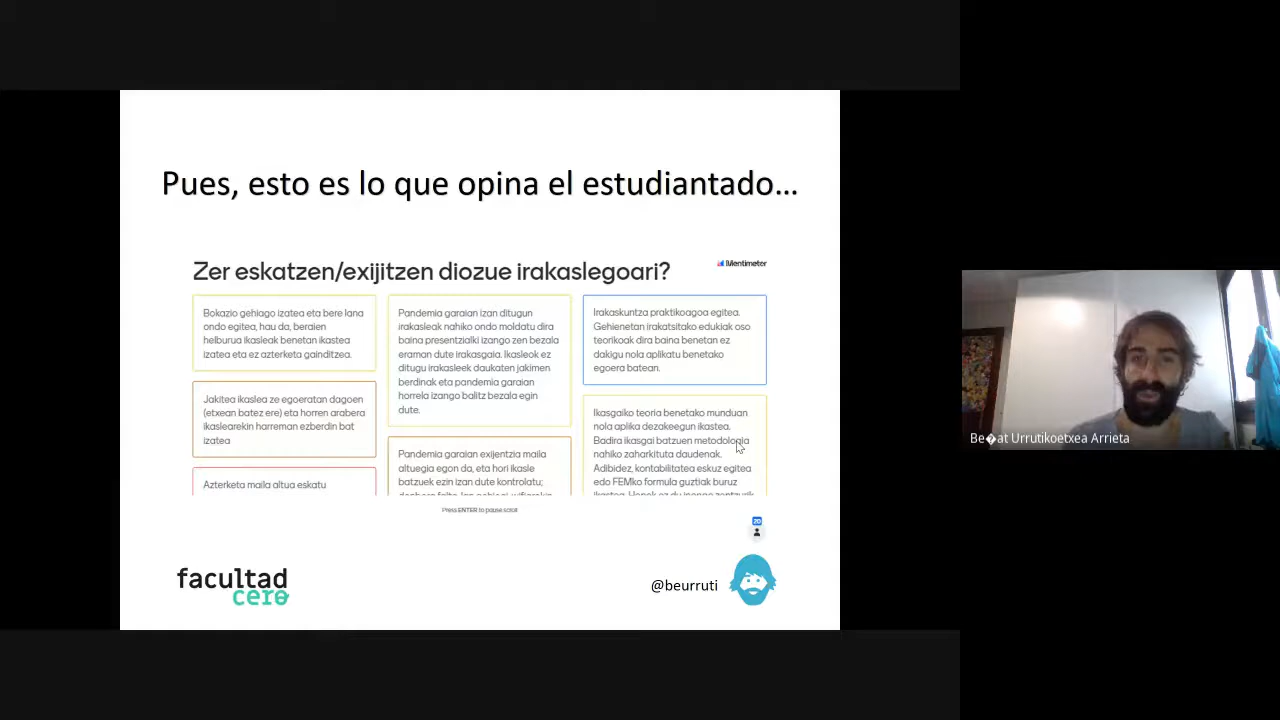 Pues, esto es lo que opina el estudiantado...
Zer eskatzen/exijitzen diozue irakaslegoari?
Mentimeter
Bokazio gehiago izatea eta bere lana
ondo egitea, hau da, beraien
helburua ikasleak benetan ikastea
izatea eta ez azterketa gainditzea.
Jakitea ikaslea ze egoeratan dagoen
(etxean batez ere) eta horren arabera
ikaslearekin harreman ezberdin bat
izatea
Azterketa maila altua eskatu
Pandemia garaian izan ditugun
irakasleak nahiko ondo moldatu dira
baina presentzialki izango zen bezala
eraman dute irakasgaia. Ikasleok ez
ditugu irakasleek daukaten jakimen
berdinak eta pandemia garaian
horrela izango balitz bezala egin
dute.
Pandemia garaian exijentzia maila
altuegia egon da, eta hori ikasle
batzuek ezin izan dute kontrolatu;
Irakaskuntza praktikoagoa egitea.
Gehienetan irakatsitako edukiak oso
teorikoak dira baina benetan ez
dakigu nola aplikatu benetako
egoera batean.
Ikasgaiko teoria benetako munduan
nola aplika dezakeegun ikastea.
Badira ikasgai batzuen metodologia
nahiko zaharkituta daudenak.
Adibidez, kontabilitatea eskuz egitea
edo FEMko formula guztiak buruz
Press ENTER to pause scroll
20
facultad
cero
@beurruti
Be�at Urrutikoetxea Arrieta